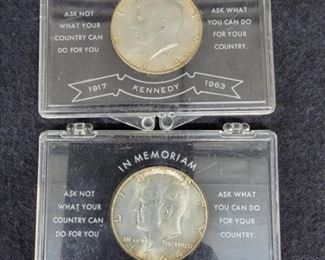 ASK NOT
WHAT YOUR
COUNTRY CAN
DO FOR YOU
ASK WHAT
YOU CAN DO
FOR YOUR
COUNTRY.
1917 KENNEDY 1963
IN MEMORIAM
ASK NOT
WHAT YOUR
COUNTRY CAN
DO FOR YOU
ASK WHAT
YOU CAN DO
FOR YOUR
COUNTRY.
LIBERTY